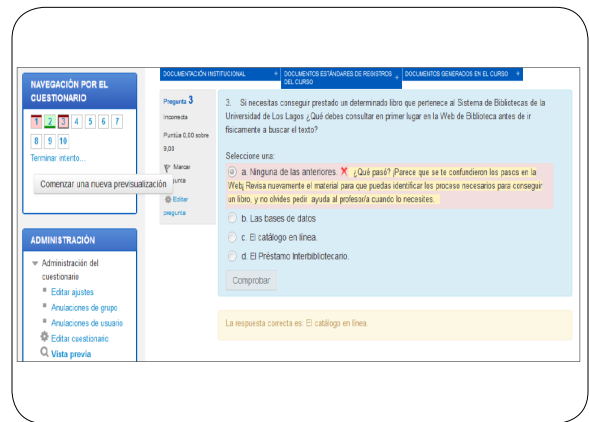 DOCUMENTACIÓN INSTITUCIONAL + DOCUMENTOS ESTÁNDARES DE REGISTROS DEL CURSO + DOCUMENTOS GENERADOS EN EL CURSO +
NAVEGACIÓN POR EL
CUESTIONARIO
1 2 3 4 5 6 7
8 9 10
Terminar intento...
Comenzar una nueva previsualización
ADMINISTRACIÓN
Administración del
cuestionario
Editar ajustes
Anulaciones de grupo
Anulaciones de usuario
Editar cuestionario
Vista previa
Pregunta 3
Incorrecta
Puntúa 0,00 sobre
9,00
Marcar
Editar
pregunta
3. Si necesitas conseguir prestado un determinado libro que pertenece al Sistema de Bibliotecas de la
Universidad de Los Lagos ¿Qué debes consultar en primer lugar en la Web de Biblioteca antes de ir
físicamente a buscar el texto?
Seleccione una:
a. Ninguna de las anteriores. ¿Qué pasó? ¡Parece que se te confundieron los pasos en la
Web¡ Revisa nuevamente el material para que puedas identificar los proceso necesarios para conseguir
un libro, y no olvides pedir ayuda al profesor/a cuando lo necesites.
b. Las bases de datos
c. El catálogo en línea.
d. El Préstamo Interbibliotecario.
Comprobar
La respuesta correcta es: El catálogo en línea.